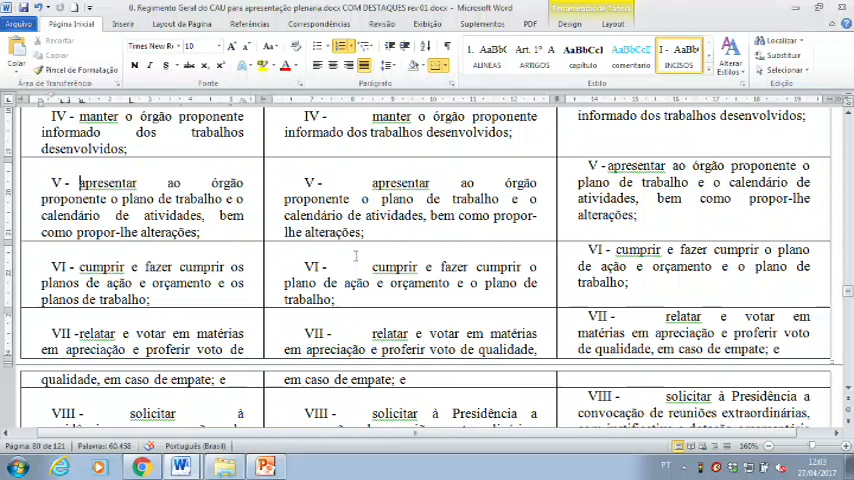 0. Regimento Geral do CAU para apresentação plenaria.docx COM DESTAQUES rev 01.docx - Microsoft Word
Ferramentas de Tabela
Arquivo Página Inicial Inserir Layout da Página Referências Correspondências Revisão Exibição Suplementos PDF Design Layout
Colar
Recortar
Copiar
Pincel de Formatação
Área de Transferência
Times New Ro 10
N I S abc
Fonte
Parágrafo
I. AaBb( ALINEAS
Art. 1º A ARTIGOS
AaBbCcI caput
AaBbCcE comentario
I - AaBb( INCISOS
Alterar Estilos
Estilo
Localizar
Substituir
Selecionar
Edição
IV - manter o órgão proponente
informado dos trabalhos
desenvolvidos;
IV - manter o órgão proponente
informado dos trabalhos desenvolvidos;
informado dos trabalhos desenvolvidos;
V - apresentar ao órgão
proponente o plano de trabalho e o
calendário de atividades, bem
como propor-lhe alterações;
V - apresentar ao órgão
proponente o plano de trabalho e o
calendário de atividades, bem como propor-
lhe alterações;
V - apresentar ao órgão proponente o
plano de trabalho e o calendário de
atividades, bem como propor-lhe
alterações;
VI - cumprir e fazer cumprir os
planos de ação e orçamento e os
planos de trabalho;
VI - cumprir e fazer cumprir o
plano de ação e orçamento e o plano de
trabalho;
VI - cumprir e fazer cumprir o plano
de ação e orçamento e o plano de
trabalho;
VII -relatar e votar em matérias
em apreciação e proferir voto de
VII - relatar e votar em matérias
em apreciação e proferir voto de qualidade,
VII - relatar e votar em
matérias em apreciação e proferir voto
de qualidade, em caso de empate; e
qualidade, em caso de empate; e
em caso de empate; e
VIII - solicitar à
VIII - solicitar à Presidência a
VIII - solicitar à Presidência a
convocação de reuniões extraordinárias,
Página: 80 de 121 Palavras: 60.458 Português (Brasil) 160%
PT 12:03
27/04/2017